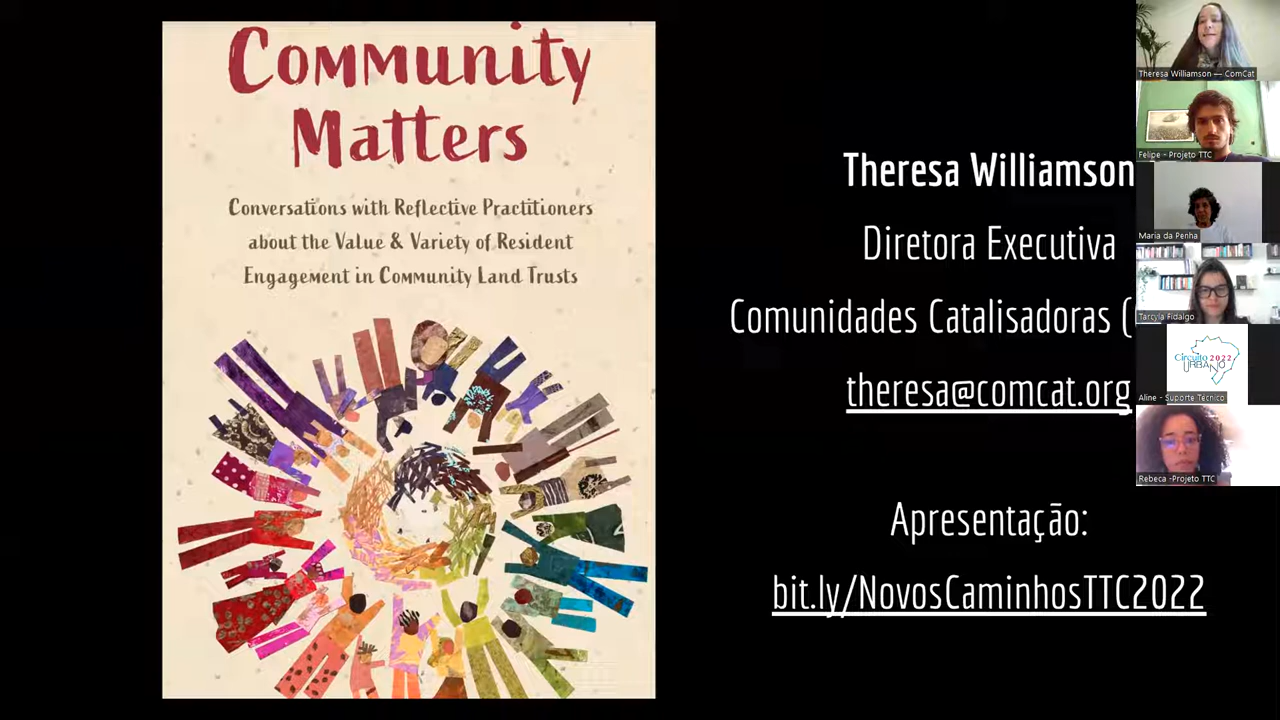 Community
Matters
Conversations with Reflective Practitioners
about the Value & Variety of Resident
Engagement in Community Land Trusts
Theresa Williamson
Diretora Executiva
Comunidades Catalisadoras (
theresa@comcat.org
Apresentação:
bit.ly/NovosCaminhosTTC2022
Theresa Williamson — ComCat
Felipe - Projeto TTC
Maria da Penha
Tarcyla Fidalgo
Circuito 2022
URBANO
Aline - Suporte Técnico
Rebeca -Projeto TTC